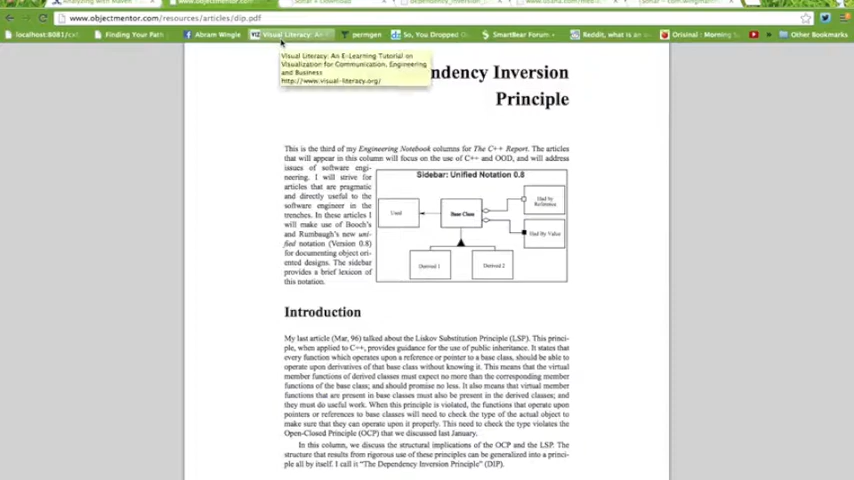 www.objectmentor.com/resources/articles/dip.pdf
localhost:8081/
Finding Your Path
Abram Wingle
Visual Literacy: An
permgen
So, You Dropped
SmartBear Forum
Reddit, what is an
Original : Morning
Other Bookmarks
Visual Literacy: An E-Learning Tutorial on
Visualization for Communication, Engineering
and Business
http://www.visual-literacy.org/
ndency Inversion
Principle
This is the third of my Engineering Notebook columns for The C++ Report. The articles
that will appear in this column will focus on the use of C++ and OOD, and will address
issues of software engi-
neering. I will strive for
articles that are pragmatic
and directly useful to the
software engineer in the
trenches. In these articles I
will make use of Booch's
and Rumbaugh's new uni-
fied notation (Version 0.8)
for documenting object ori-
ented designs. The sidebar
provides a brief lexicon of
this notation.
Sidebar: Unified Notation 0.8
Used
Base Class
Had by
Reference
Had By Value
Derived 1
Derived 2
Introduction
My last article (Mar, 96) talked about the Liskov Substitution Principle (LSP). This princi-
ple, when applied to C++, provides guidance for the use of public inheritance. It states that
every function which operates upon a reference or pointer to a base class, should be able to
operate upon derivatives of that base class without knowing it. This means that the virtual
member functions of derived classes must expect no more than the corresponding member
functions of the base class; and should promise no less. It also means that virtual member
functions that are present in base classes must also be present in the derived classes; and
they must do useful work. When this principle is violated, the functions that operate upon
pointers or references to base classes will need to check the type of the actual object to
make sure that they can operate upon it properly. This need to check the type violates the
Open-Closed Principle (OCP) that we discussed last January.
In this column, we discuss the structural implications of the OCP and the LSP. The
structure that results from rigorous use of these principles can be generalized into a princi-
ple all by itself. I call it “The Dependency Inversion Principle” (DIP).